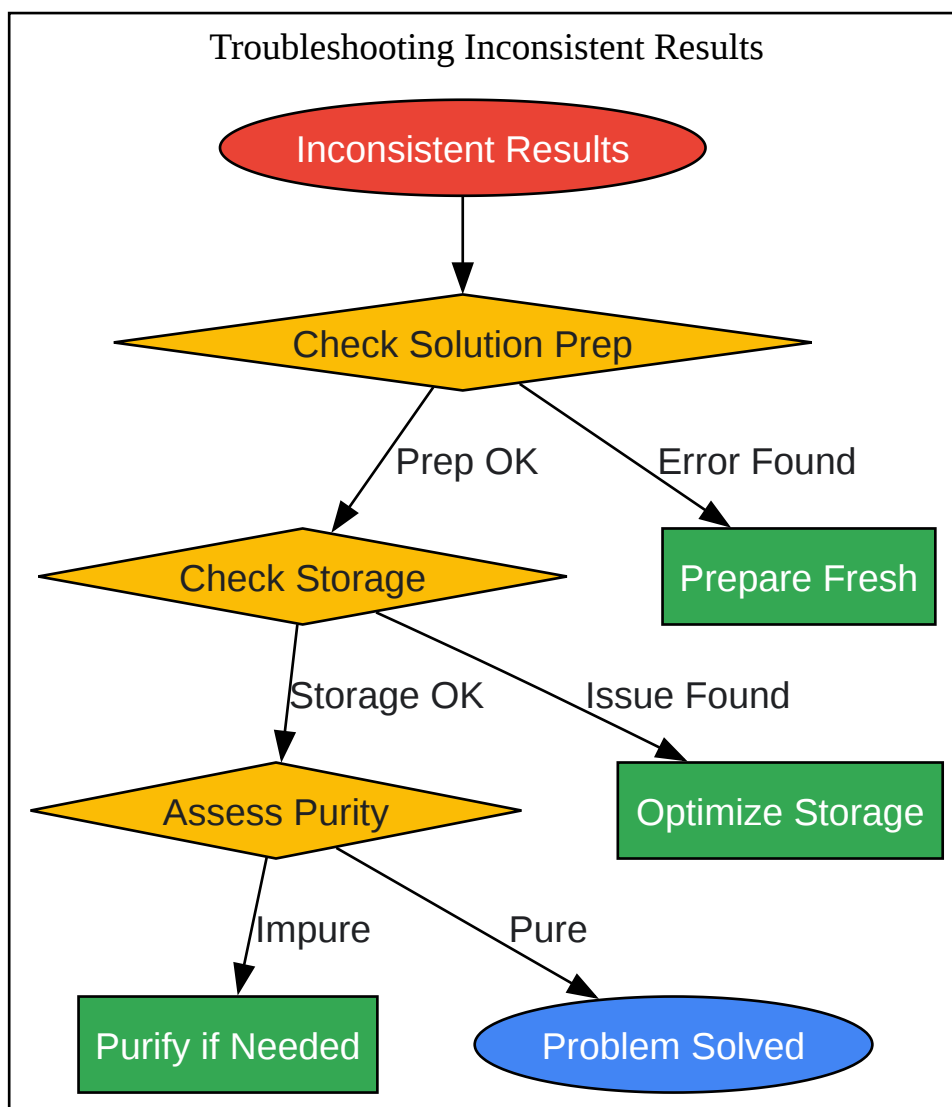 Troubleshooting Inconsistent Results
Inconsistent Results
Check Solution Prep
Prep OK
Error Found
Check Storage
Prepare Fresh
Storage OK
Issue Found
Assess Purity
Optimize Storage
Impure
Pure
Purify if Needed
Problem Solved